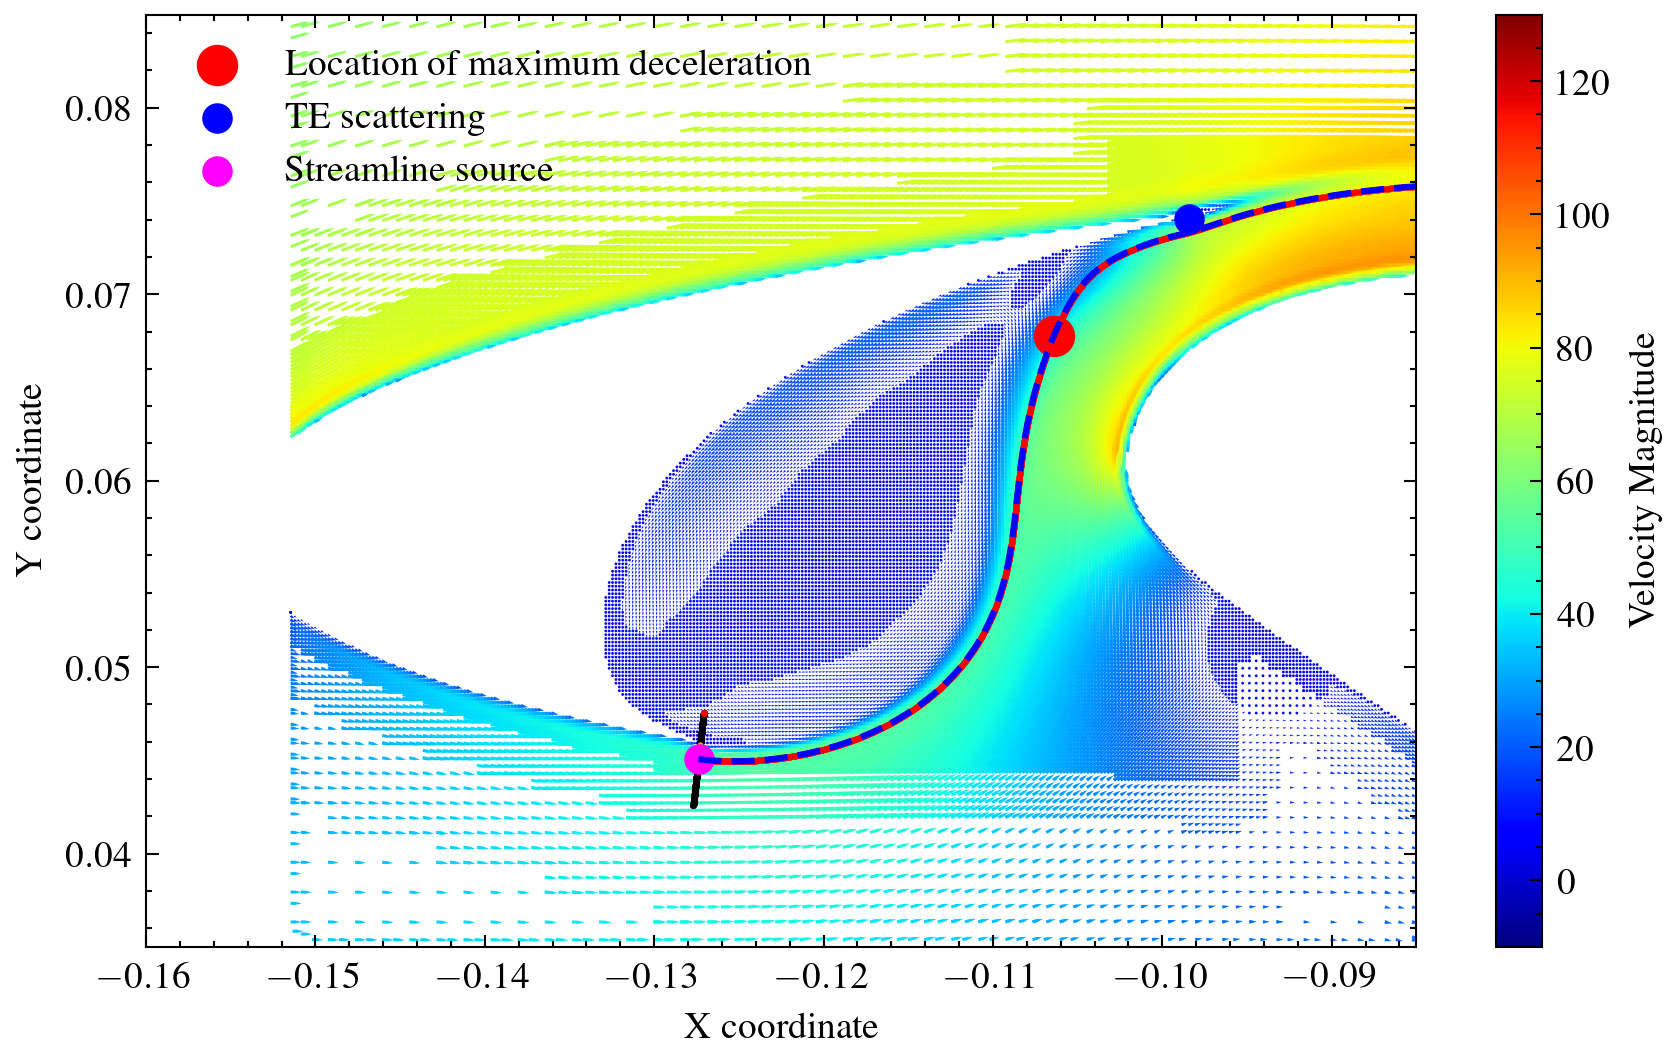 Location of maximum deceleration
TE scattering
Streamline source
0.08
0.07
0.06
0.05
0.04
Y coordinate
−0.16 −0.15 −0.14 −0.13 −0.12 −0.11 −0.10 −0.09
X coordinate
120
100
80
60
40
20
0
Velocity Magnitude